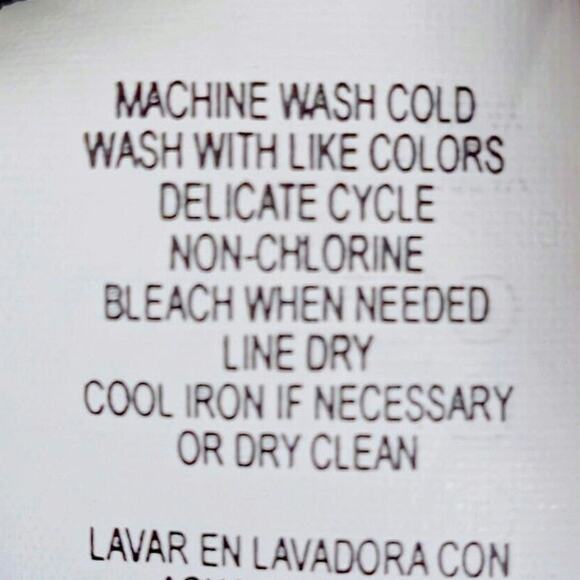 MACHINE WASH COLD
WASH WITH LIKE COLORS
DELICATE CYCLE
NON-CHLORINE
BLEACH WHEN NEEDED
LINE DRY
COOL IRON IF NECESSARY
OR DRY CLEAN
LAVAR EN LAVADORA CON